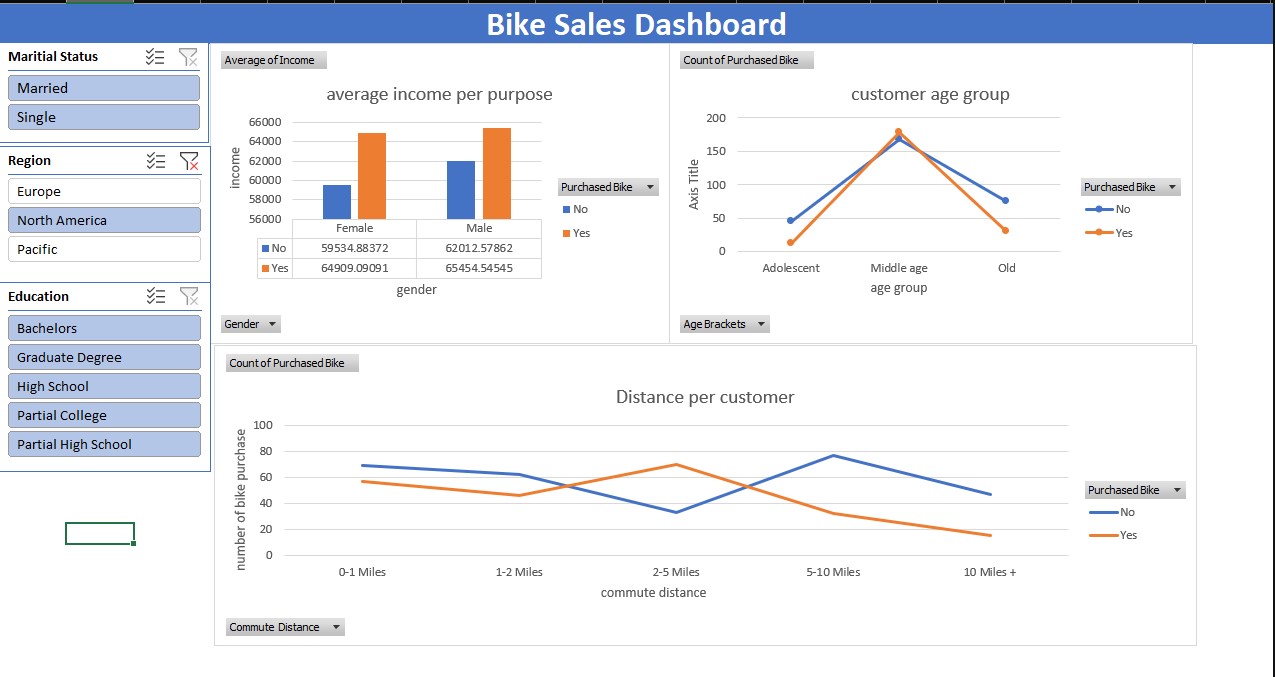 Bike Sales Dashboard
Maritial Status
Married
Single
Region
Europe
North America
Pacific
Education
Bachelors
Graduate Degree
High School
Partial College
Partial High School
Average of Income
average income per purpose
66000
64000
62000
60000
58000
56000
income
Female Male
No 59534.88372 62012.57862
Yes 64909.09091 65454.54545
gender
Purchased Bike
No
Yes
Gender
Count of Purchased Bike
customer age group
200
150
100
50
0
Axis Title
Adolescent Middle age Old
age group
Purchased Bike
No
Yes
Age Brackets
Count of Purchased Bike
Distance per customer
100
80
60
40
20
0
number of bike purchase
0-1 Miles 1-2 Miles 2-5 Miles 5-10 Miles 10 Miles +
commute distance
Purchased Bike
No
Yes
Commute Distance